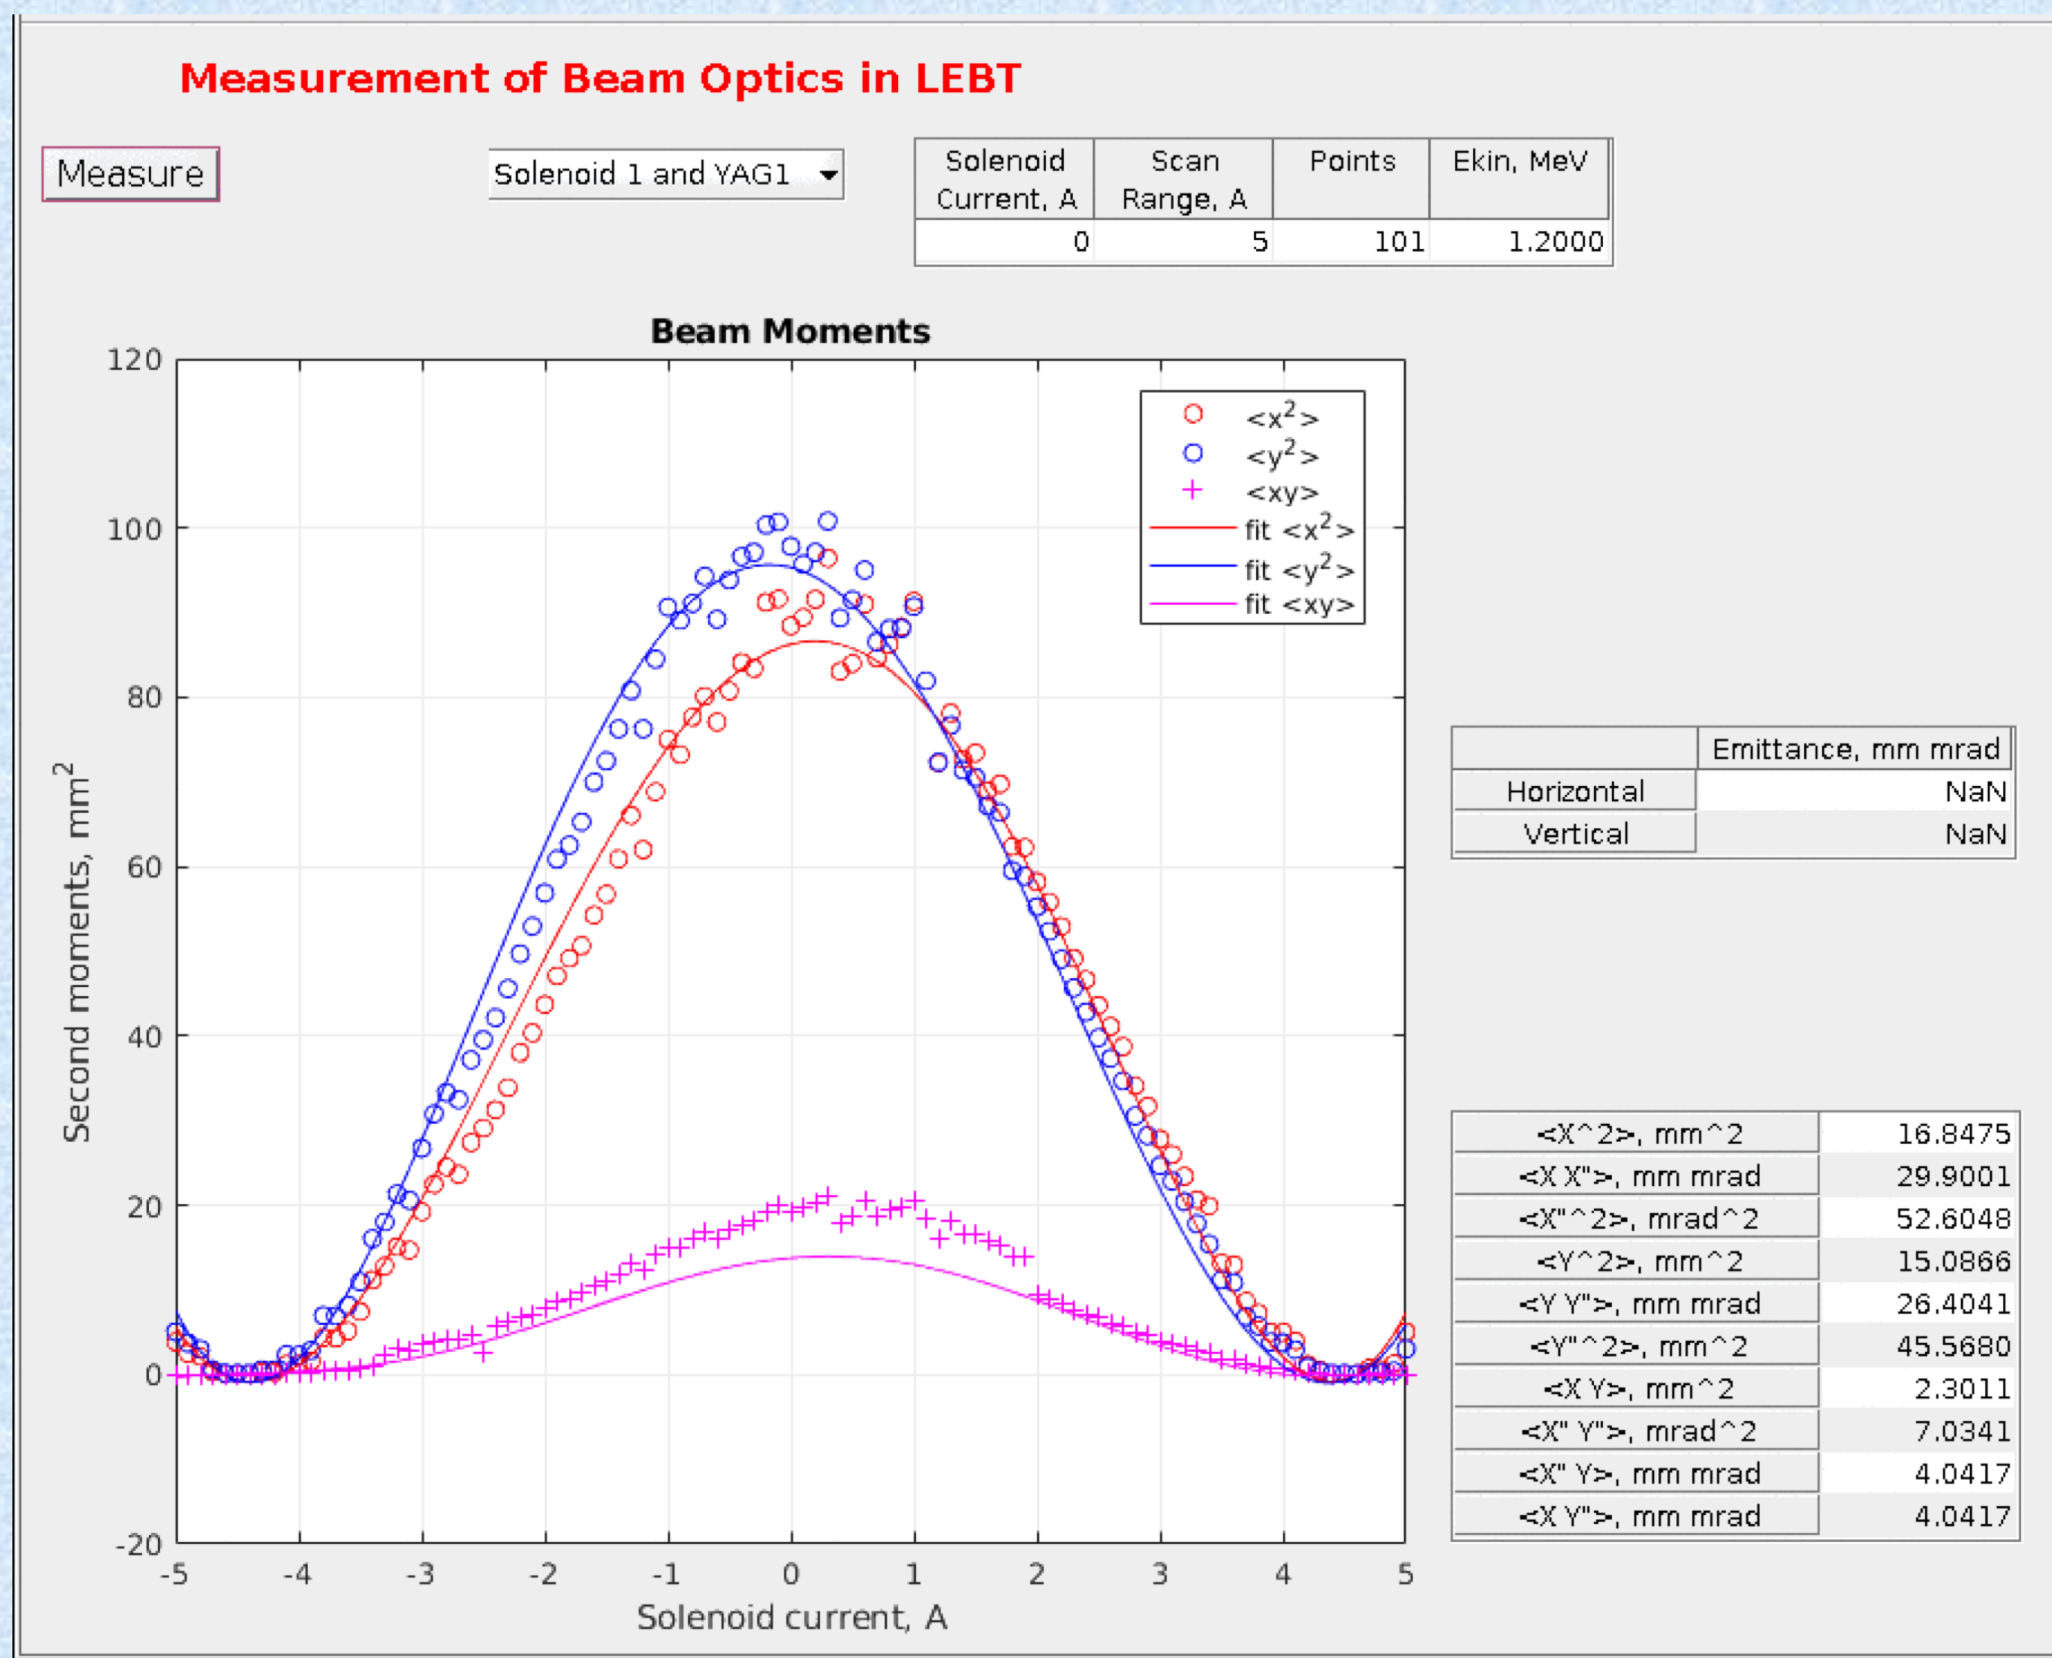 Measurement of Beam Optics in LEBT
Measure
Solenoid 1 and YAG1
Solenoid Current, A
Scan Range, A
Points
Ekin, MeV
0 5 101 1.2000
Beam Moments
120
100
80
60
40
20
0
-20
Second moments, mm²
-5 -4 -3 -2 -1 0 1 2 3 4 5
Solenoid current, A
<x²>
<y²>
<xy>
fit <x²>
fit <y²>
fit <xy>
Emittance, mm mrad
Horizontal NaN
Vertical NaN
<X^2>, mm^2 16.8475
<X X">, mm mrad 29.9001
<X"^2>, mrad^2 52.6048
<Y^2>, mm^2 15.0866
<Y Y">, mm mrad 26.4041
<Y"^2>, mm^2 45.5680
<X Y>, mm^2 2.3011
<X" Y">, mrad^2 7.0341
<X" Y>, mm mrad 4.0417
<X Y">, mm mrad 4.0417